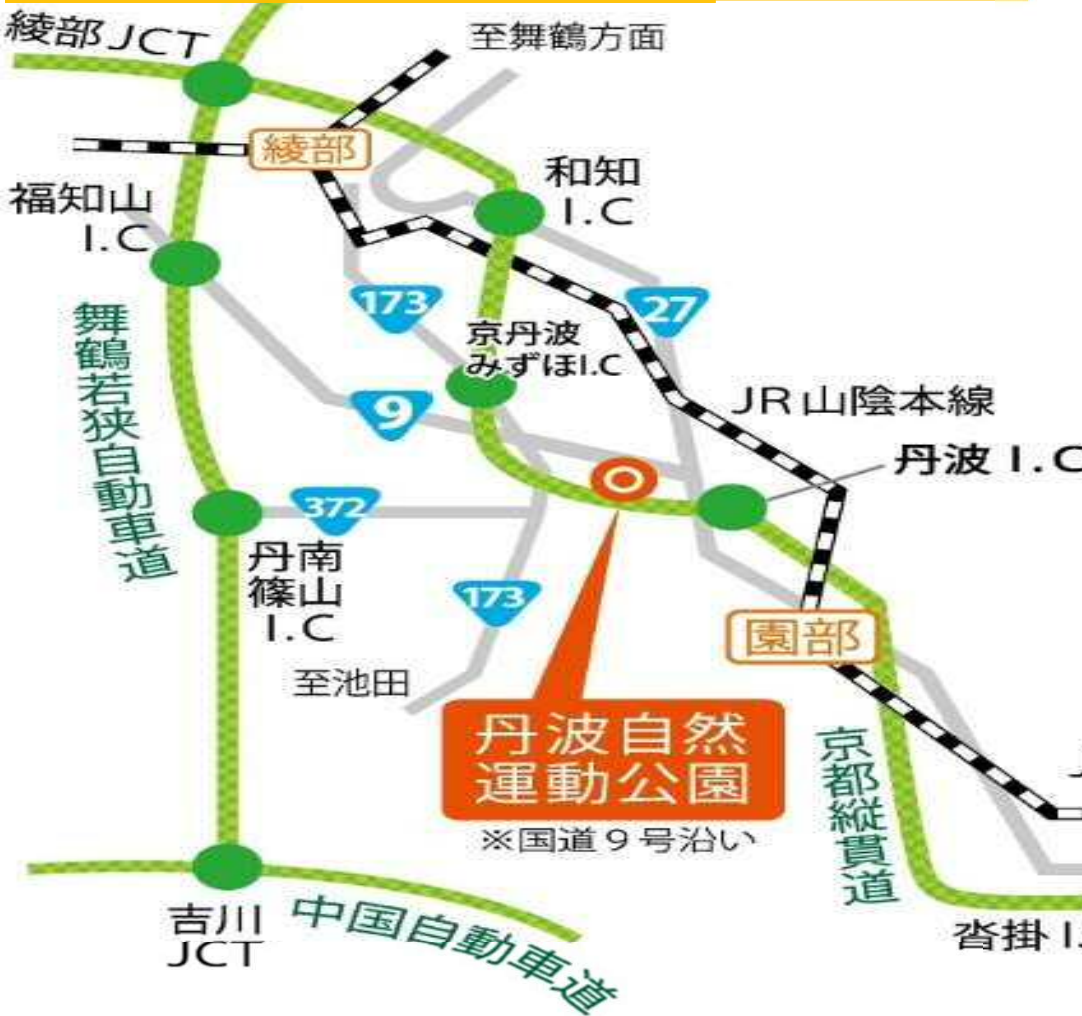 綾部 JCT
至舞鶴方面
綾部
和知
I.C
福知山
I.C
173
27
京丹波
みずほI.C
舞鶴若狭自動車道
9
JR山陰本線
丹波 I.C
372
丹南
篠山
I.C
173
園部
至池田
丹波自然
運動公園
※国道9号沿い
京都縦貫道
吉川
JCT
中国自動車道
沓掛 I.